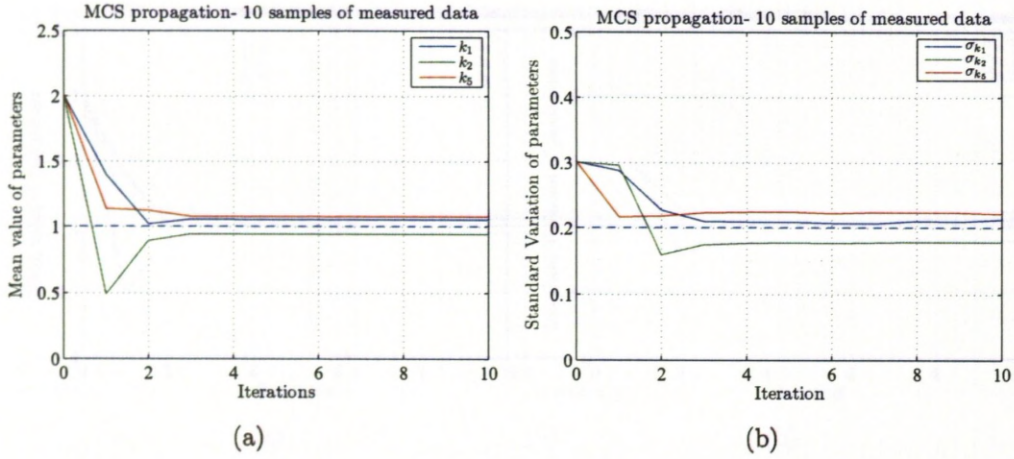 MCS propagation- 10 samples of measured data
Mean value of parameters
2.5
2
1.5
1
0.5
0
k1
k2
k5
0 2 4 6 8 10
Iterations
(a)
MCS propagation- 10 samples of measured data
Standard Variation of parameters
0.5
0.4
0.3
0.2
0.1
0
σk1
σk2
σk5
0 2 4 6 8 10
Iteration
(b)